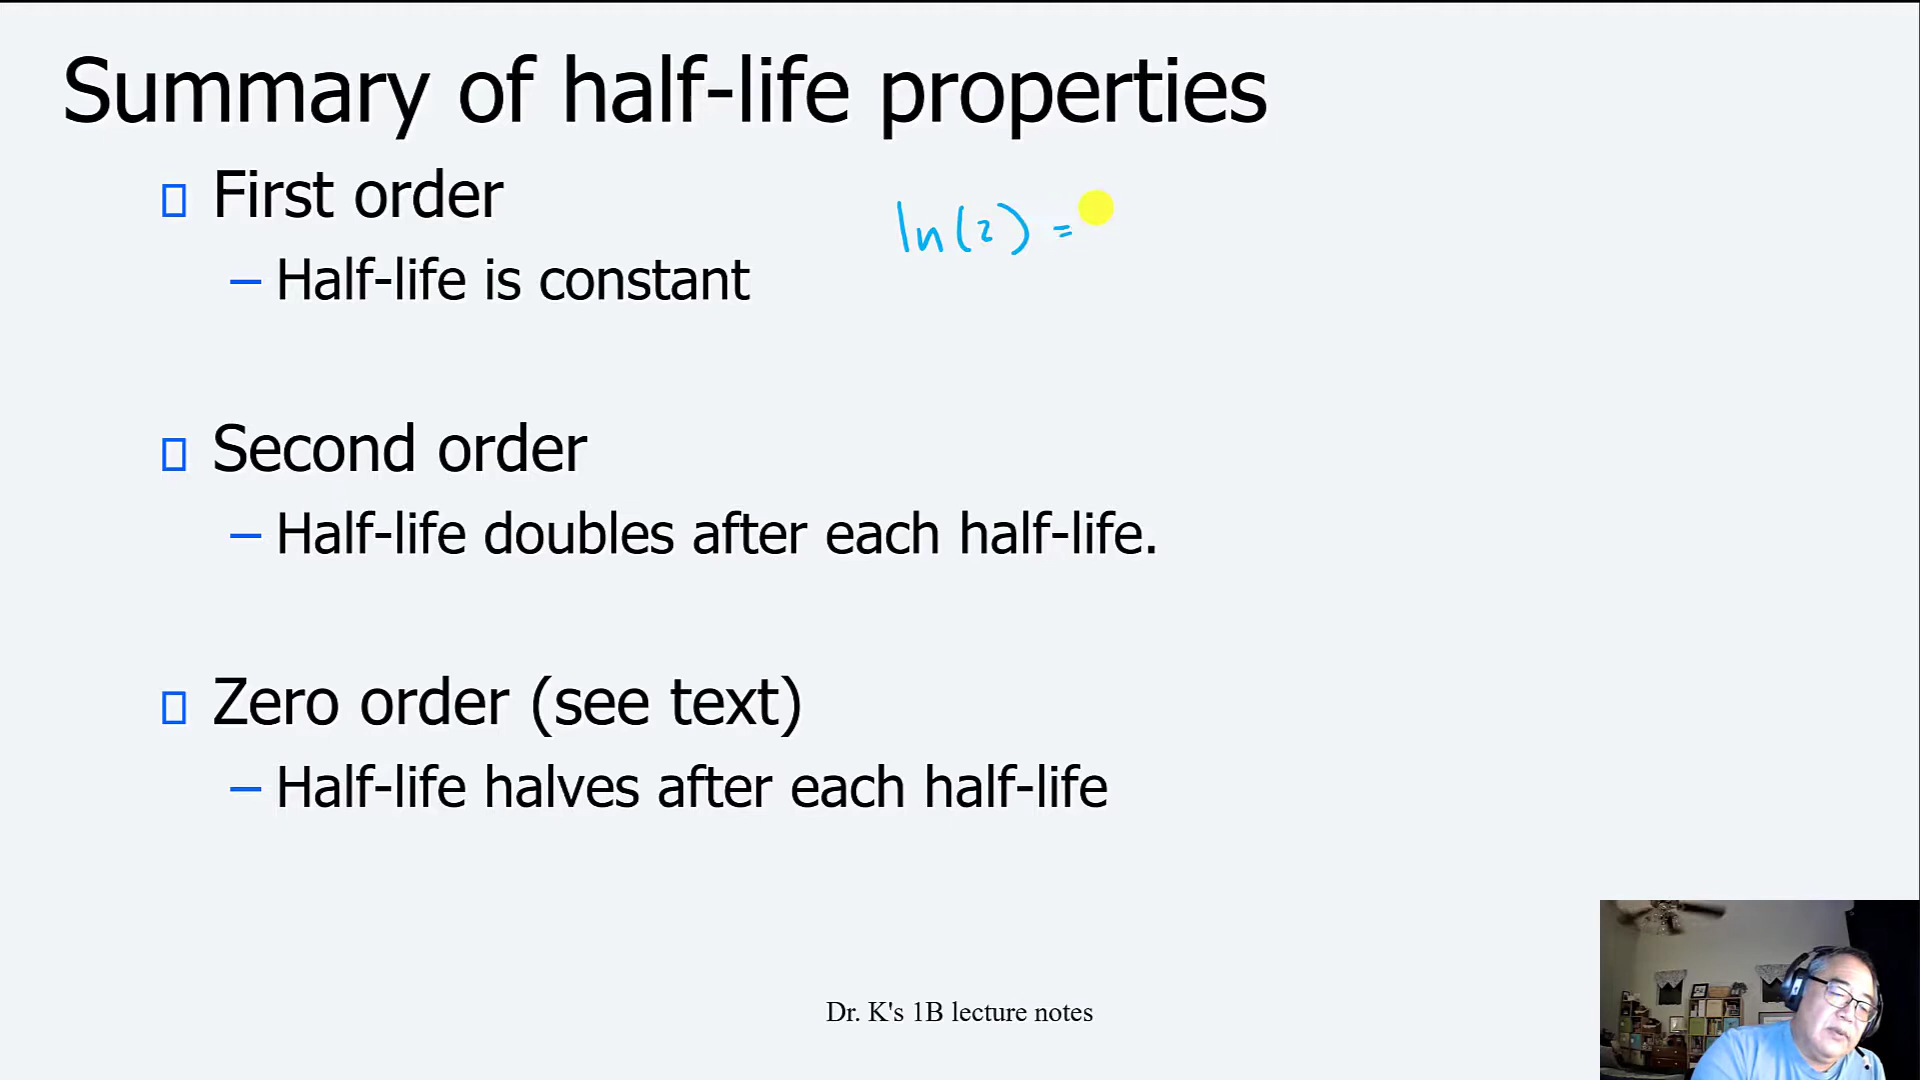 Summary of half-life properties
First order
ln(2) =
– Half-life is constant
Second order
– Half-life doubles after each half-life.
Zero order (see text)
– Half-life halves after each half-life
Dr. K's 1B lecture notes